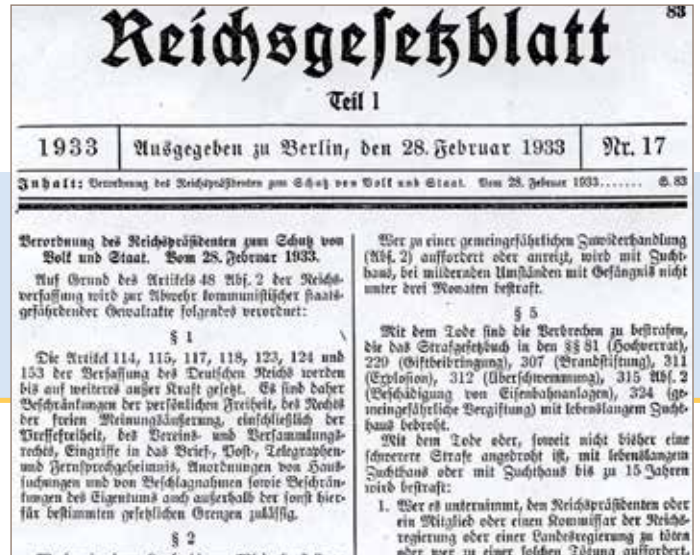 83
Reichsgesetzblatt
Teil I
1933
Ausgegeben zu Berlin, den 28. Februar 1933
Nr. 17
Inhalt: Verordnung des Reichspräsidenten zum Schutz von Volk und Staat. Vom 28. Februar 1933....... S. 83
Verordnung des Reichspräsidenten zum Schutz von
Volk und Staat. Vom 28. Februar 1933.
Auf Grund des Artikels 48 Abs. 2 der Reichs-
verfassung wird zur Abwehr kommunistischer staats-
gefährdender Gewaltakte folgendes verordnet:
§ 1
Die Artikel 114, 115, 117, 118, 123, 124 und
153 der Verfassung des Deutschen Reichs werden
bis auf weiteres außer Kraft gesetzt. Es sind daher
Beschränkungen der persönlichen Freiheit, des Rechts
der freien Meinungsäußerung, einschließlich der
Pressefreiheit, des Vereins- und Versammlungs-
rechts, Eingriffe in das Brief-, Post-, Telegraphen-
und Fernsprechgeheimnis, Anordnungen von Haus-
suchungen und von Beschlagnahmen sowie Beschrän-
kungen des Eigentums auch außerhalb der sonst hier-
für bestimmten gesetzlichen Grenzen zulässig.
§ 2
Wer zu einer gemeingefährlichen Zuwiderhandlung
(Abs. 2) auffordert oder anreizt, wird mit Zucht-
haus, bei mildernden Umständen mit Gefängnis nicht
unter drei Monaten bestraft.
§ 5
Mit dem Tode sind die Verbrechen zu bestrafen,
die das Strafgesetzbuch in den §§ 81 (Hochverrat),
229 (Giftbeibringung), 307 (Brandstiftung), 311
(Explosion), 312 (Überschwemmung), 315 Abs. 2
(Beschädigung von Eisenbahnanlagen), 324 (ge-
meingefährliche Vergiftung) mit lebenslangem Zucht-
haus bedroht.
Mit dem Tode oder, soweit nicht bisher eine
schwerere Strafe angedroht ist, mit lebenslangem
Zuchthaus oder mit Zuchthaus bis zu 15 Jahren
wird bestraft:
1. Wer es unternimmt, den Reichspräsidenten oder
ein Mitglied oder einen Kommissar der Reichs-
regierung oder einer Landesregierung zu töten
oder wer zu einer solchen Tötung auffordert,